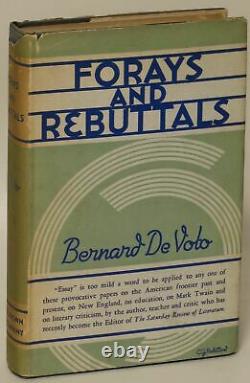 FORAYS
AND
REBUTTALS
Bernard De Voto
"Essay" is too mild a word to be applied to any one of
these provocative papers on the American frontier past and
present, on New England, on education, on Mark Twain and
on literary criticism, by the author, teacher and critic who has
recently become the Editor of The Saturday Review of Literature.